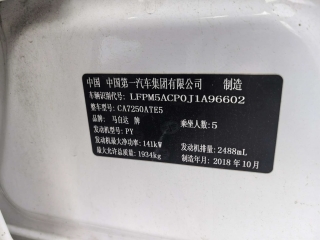 中国 中国第一汽车集团有限公司 制造
车辆识别代号: LFPM5ACP0J1A96602
整车型号: CA7250ATE5
品牌: 马自达 牌 乘坐人数: 5
发动机型号: PY
发动机最大净功率: 141kW 发动机排量: 2488mL
最大允许总质量: 1934kg 制造年月: 2018 年 10 月